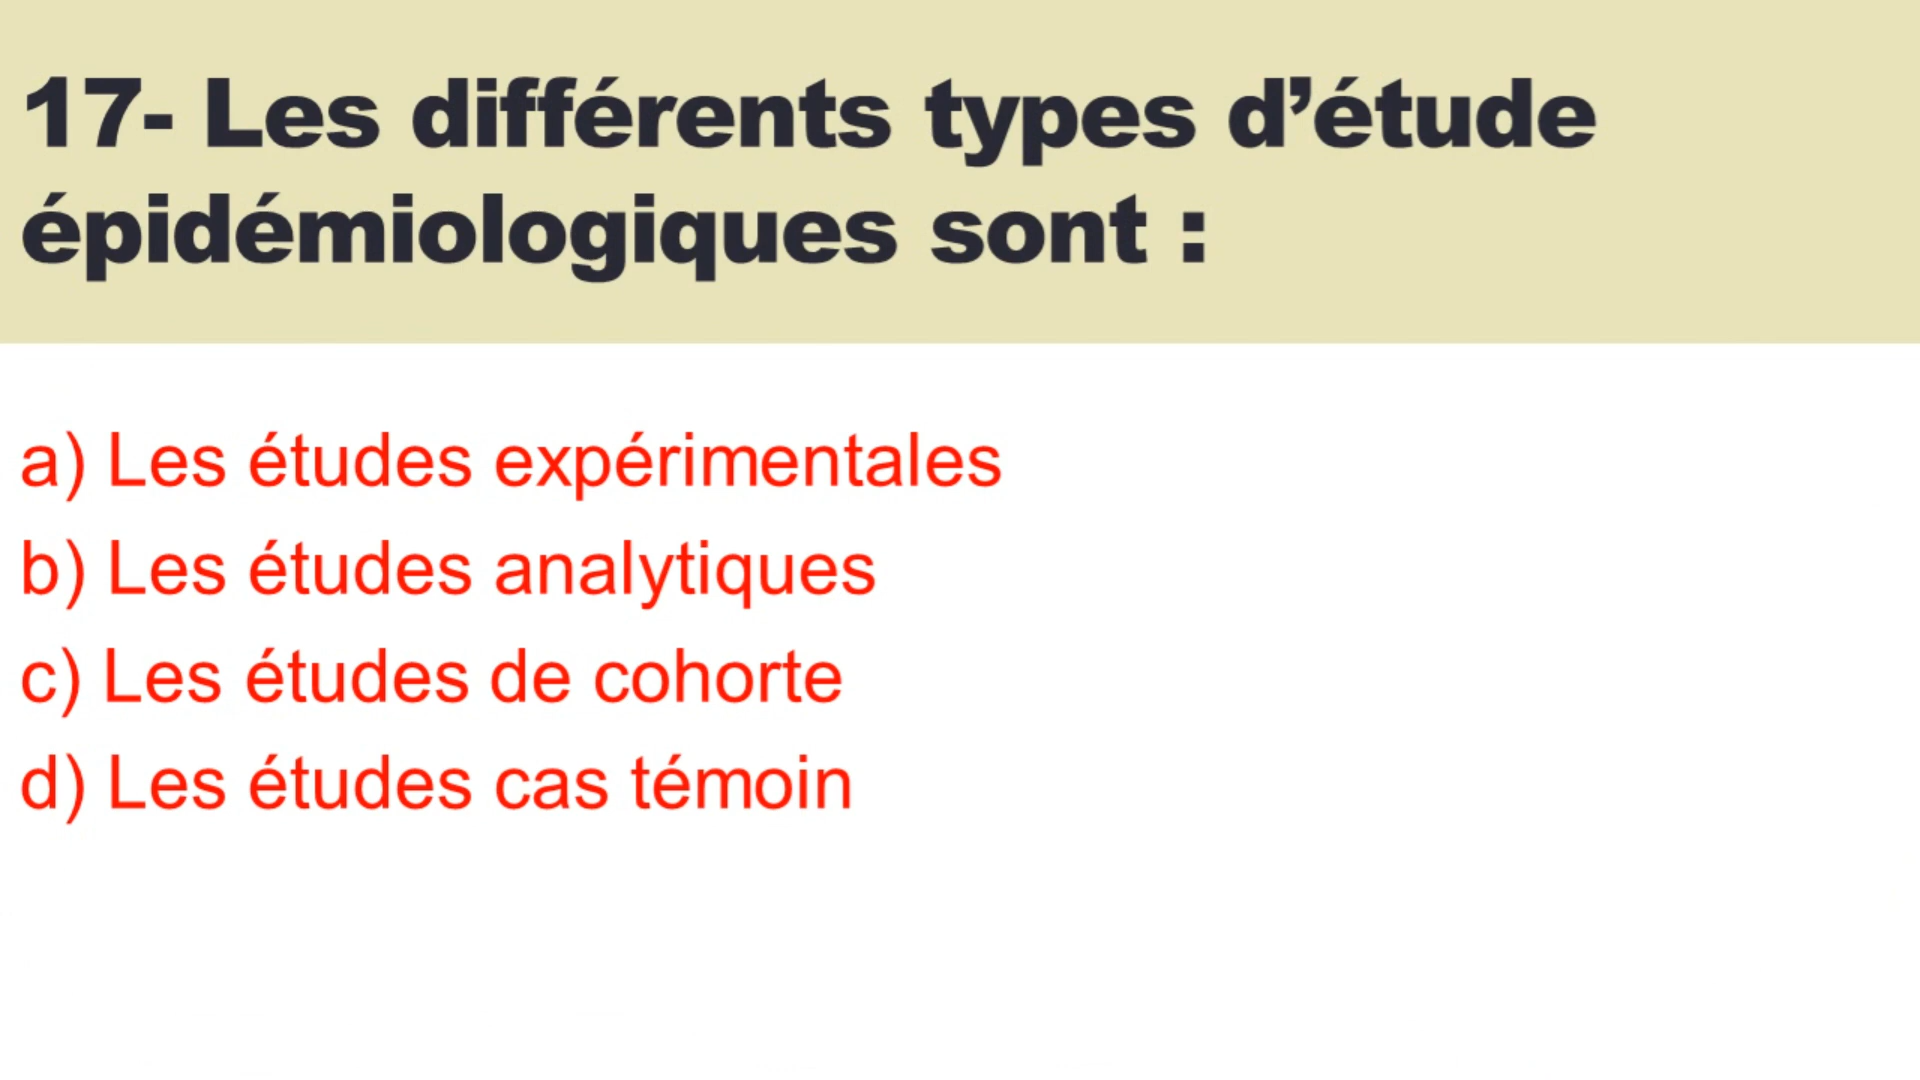 17- Les différents types d’étude
épidémiologiques sont :
a) Les études expérimentales
b) Les études analytiques
c) Les études de cohorte
d) Les études cas témoin